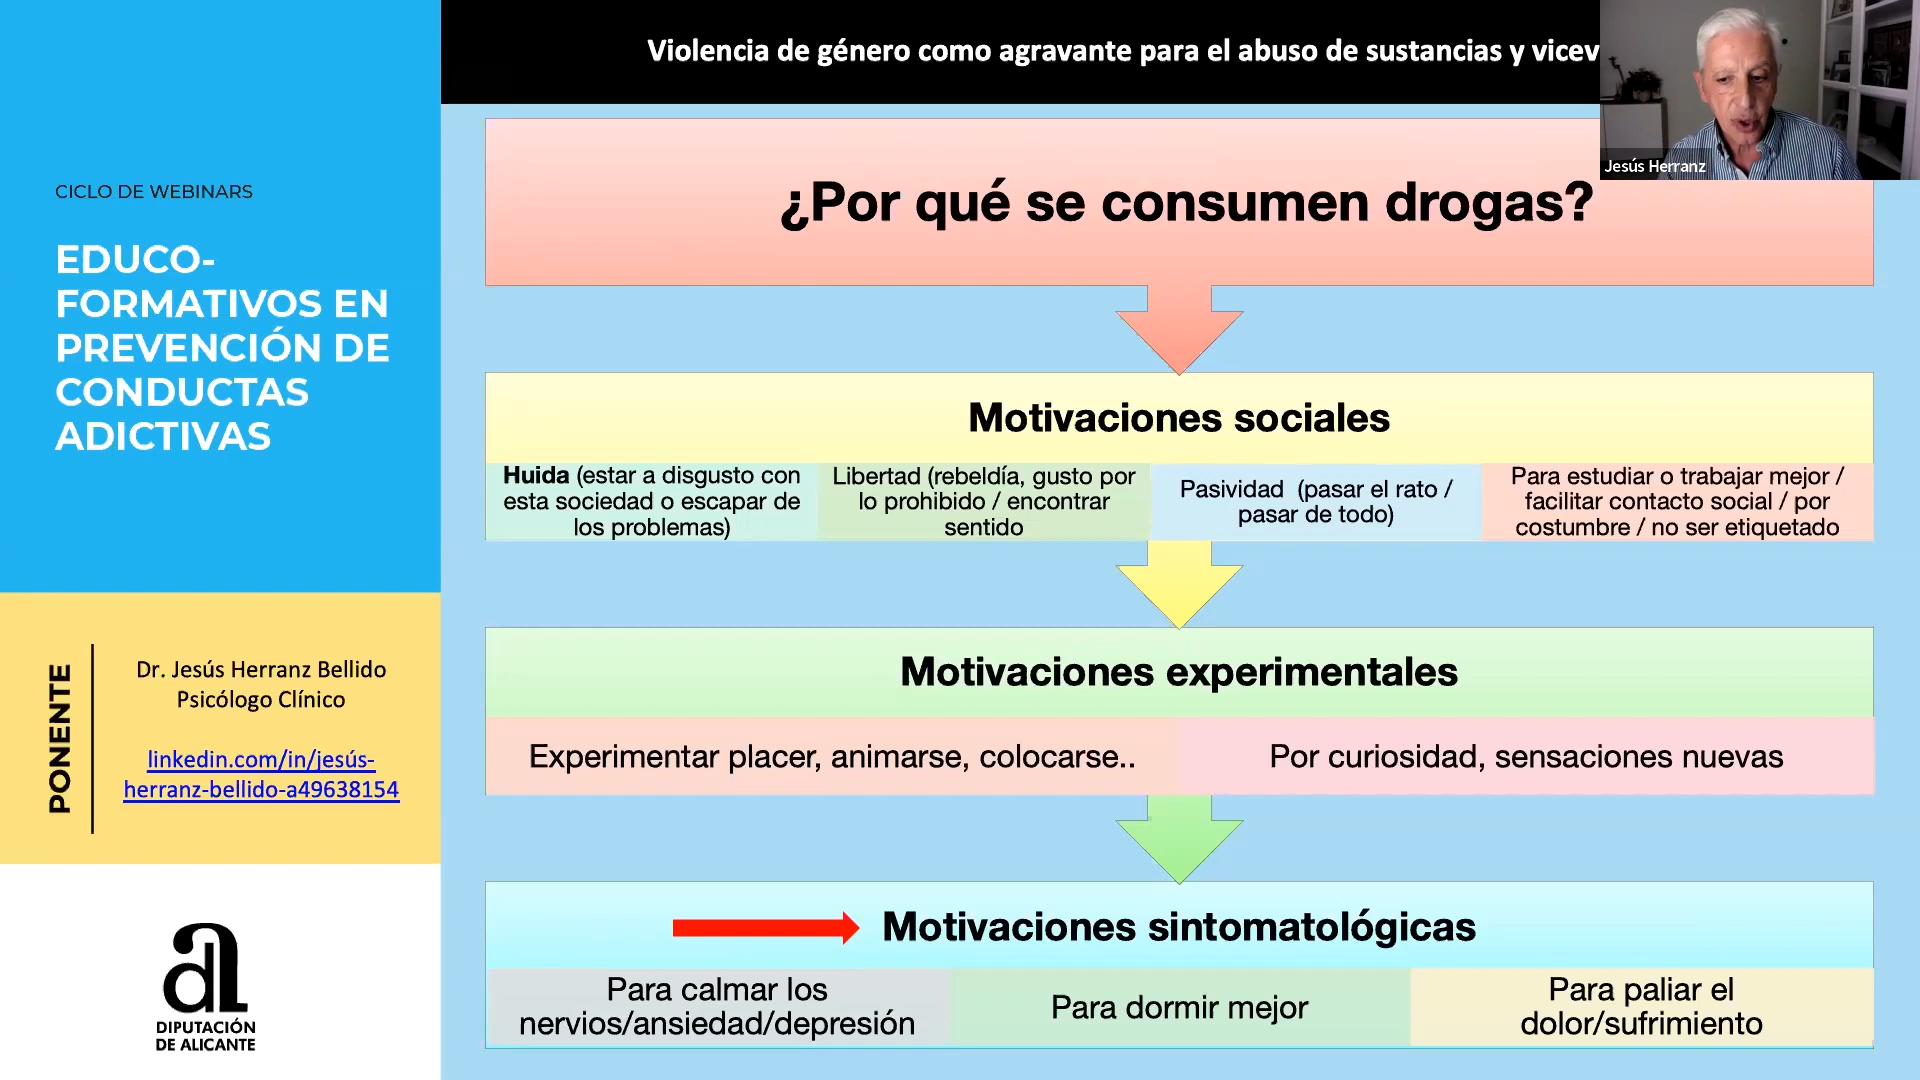 Violencia de género como agravante para el abuso de sustancias y vicev
Jesús Herranz
CICLO DE WEBINARS
EDUCO-
FORMATIVOS EN
PREVENCIÓN DE
CONDUCTAS
ADICTIVAS
PONENTE
Dr. Jesús Herranz Bellido
Psicólogo Clínico
linkedin.com/in/jesús-
herranz-bellido-a49638154
DIPUTACIÓN
DE ALICANTE
¿Por qué se consumen drogas?
Motivaciones sociales
Huida (estar a disgusto con
esta sociedad o escapar de
los problemas)
Libertad (rebeldía, gusto por
lo prohibido / encontrar
sentido
Pasividad (pasar el rato /
pasar de todo)
Para estudiar o trabajar mejor /
facilitar contacto social / por
costumbre / no ser etiquetado
Motivaciones experimentales
Experimentar placer, animarse, colocarse..
Por curiosidad, sensaciones nuevas
Motivaciones sintomatológicas
Para calmar los
nervios/ansiedad/depresión
Para dormir mejor
Para paliar el
dolor/sufrimiento